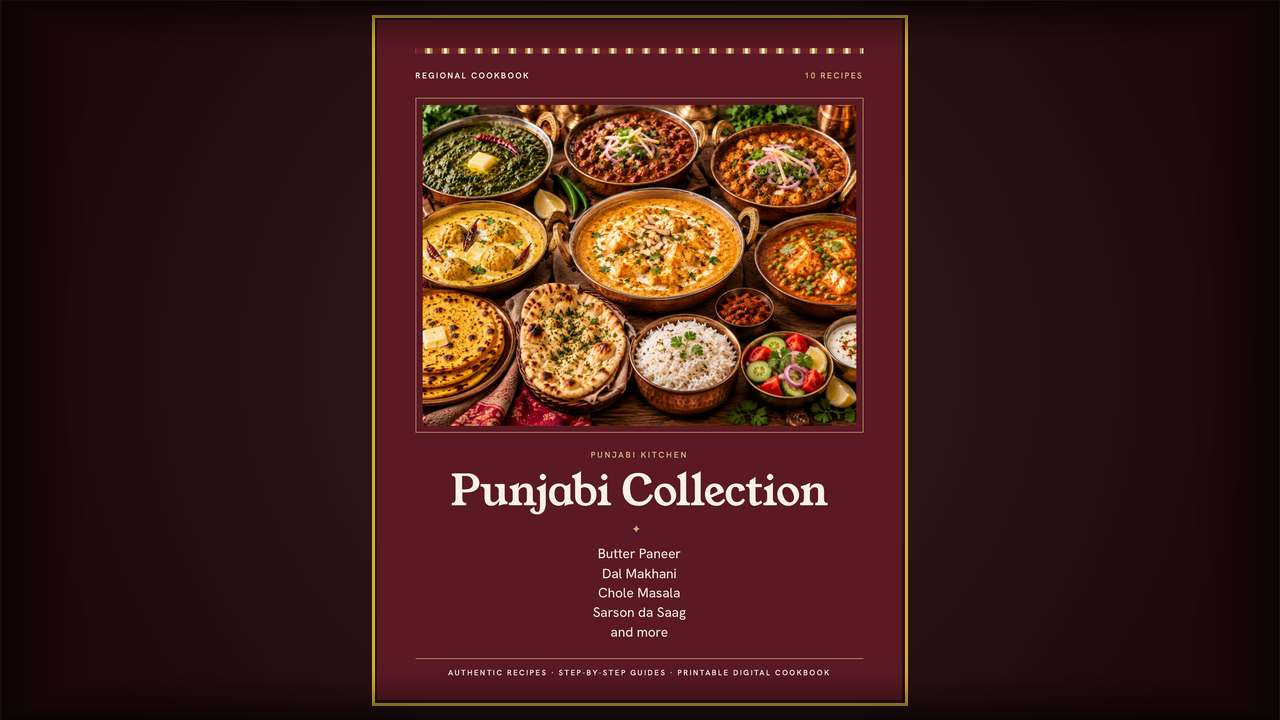 REGIONAL COOKBOOK
10 RECIPES
PUNJABI KITCHEN
Punjabi Collection
Butter Paneer
Dal Makhani
Chole Masala
Sarson da Saag
and more
AUTHENTIC RECIPES · STEP-BY-STEP GUIDES · PRINTABLE DIGITAL COOKBOOK